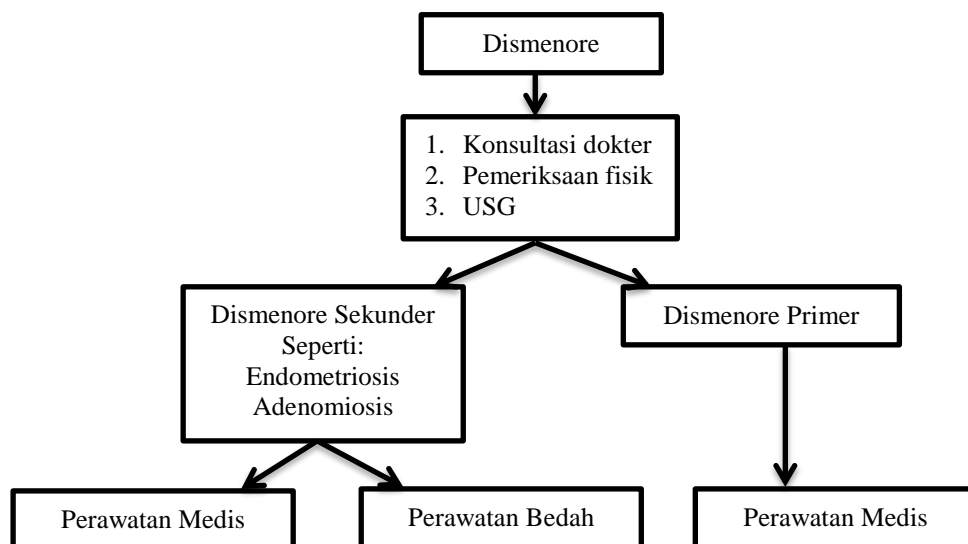 Dismenore
1. Konsultasi dokter
2. Pemeriksaan fisik
3. USG
Dismenore Sekunder
Seperti:
Endometriosis
Adenomiosis
Dismenore Primer
Perawatan Medis
Perawatan Bedah
Perawatan Medis